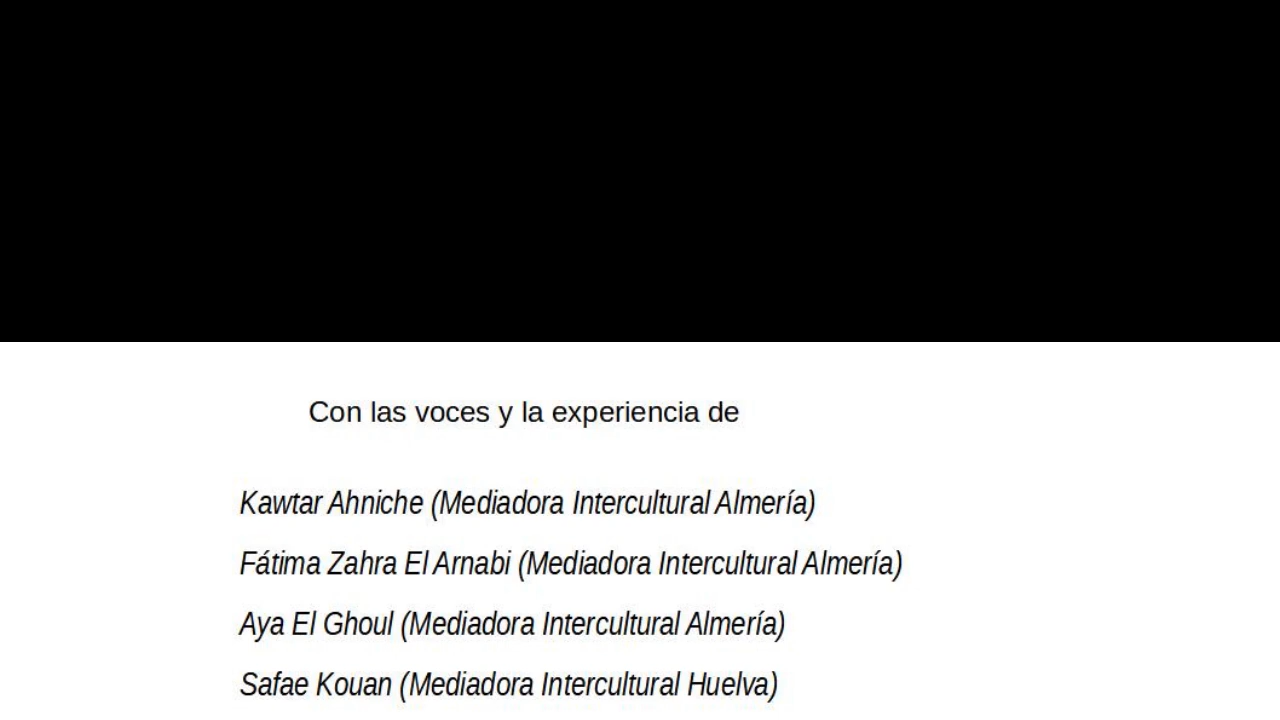 Con las voces y la experiencia de
Kawtar Ahniche (Mediadora Intercultural Almería)
Fátima Zahra El Arnabi (Mediadora Intercultural Almería)
Aya El Ghoul (Mediadora Intercultural Almería)
Safae Kouan (Mediadora Intercultural Huelva)